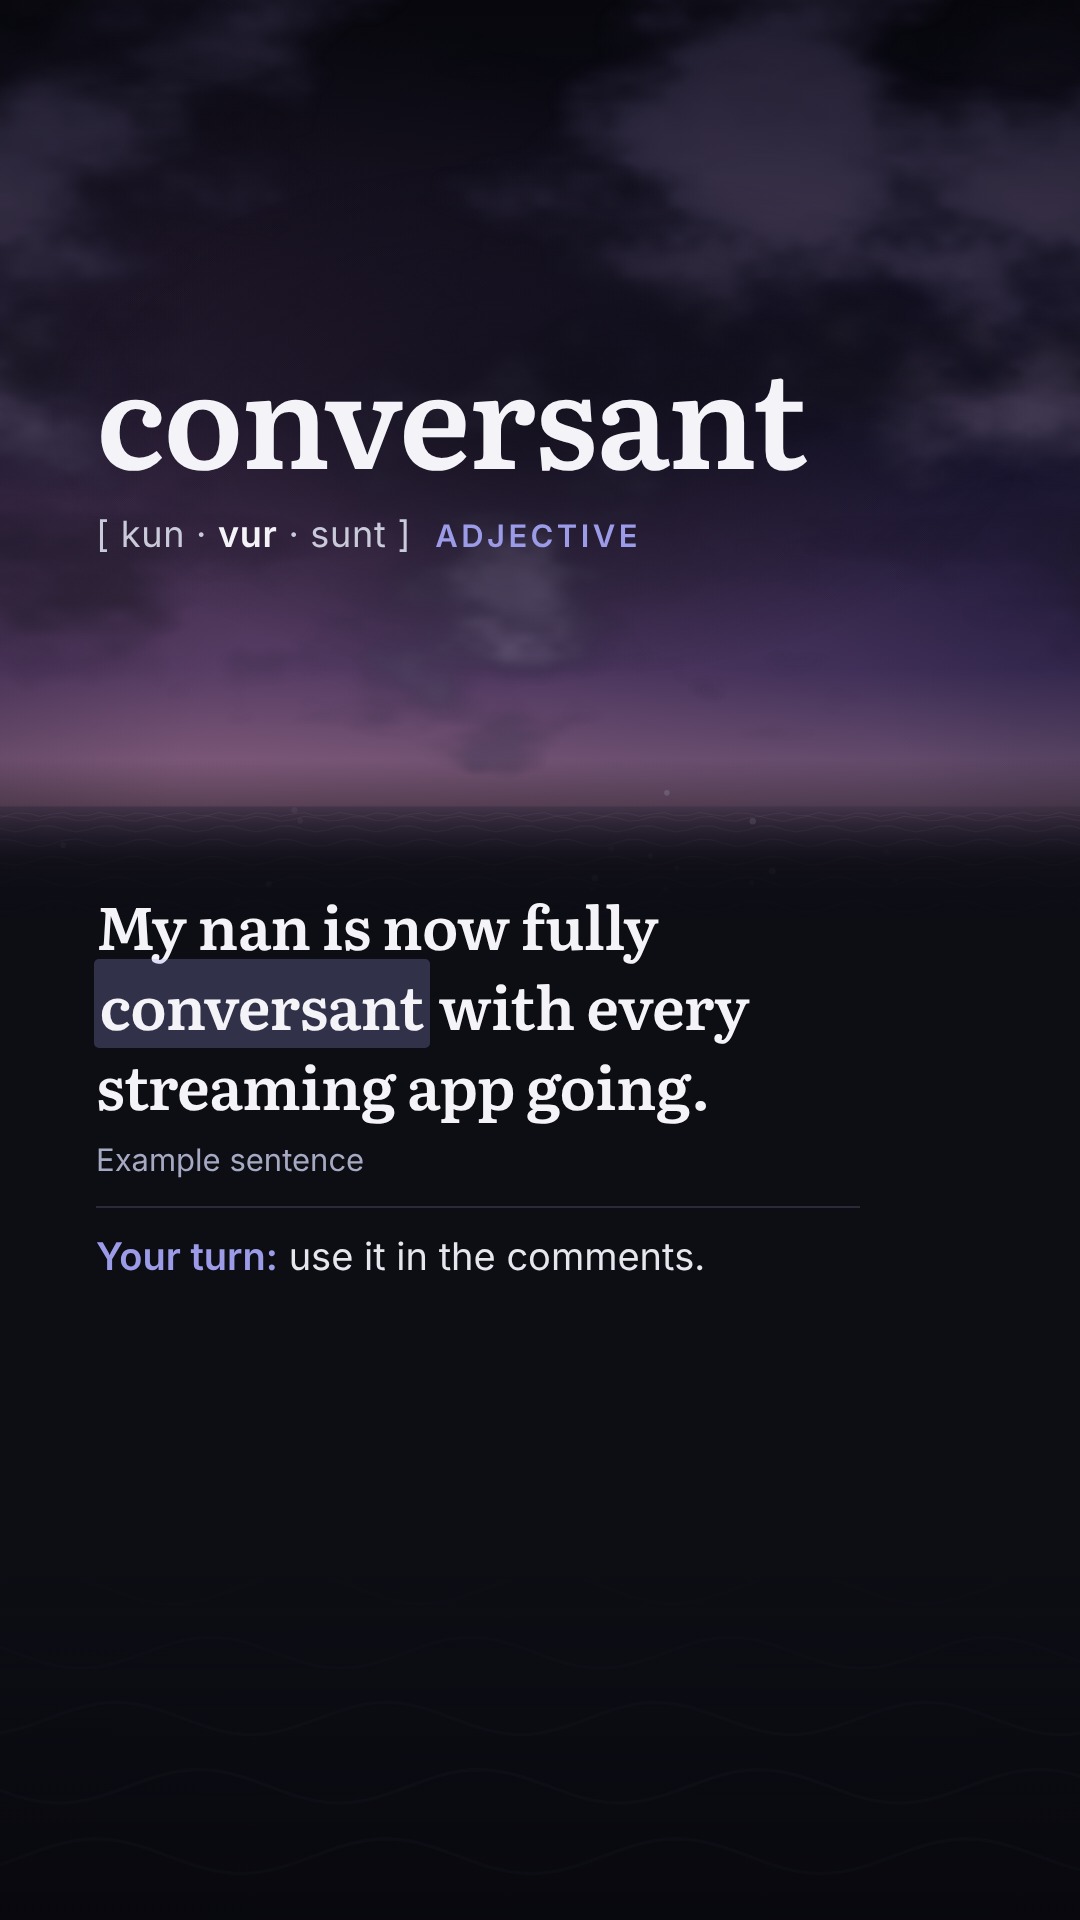 conversant
[ kun · vur · sunt ] ADJECTIVE
My nan is now fully
conversant with every
streaming app going.
Example sentence
Your turn: use it in the comments.